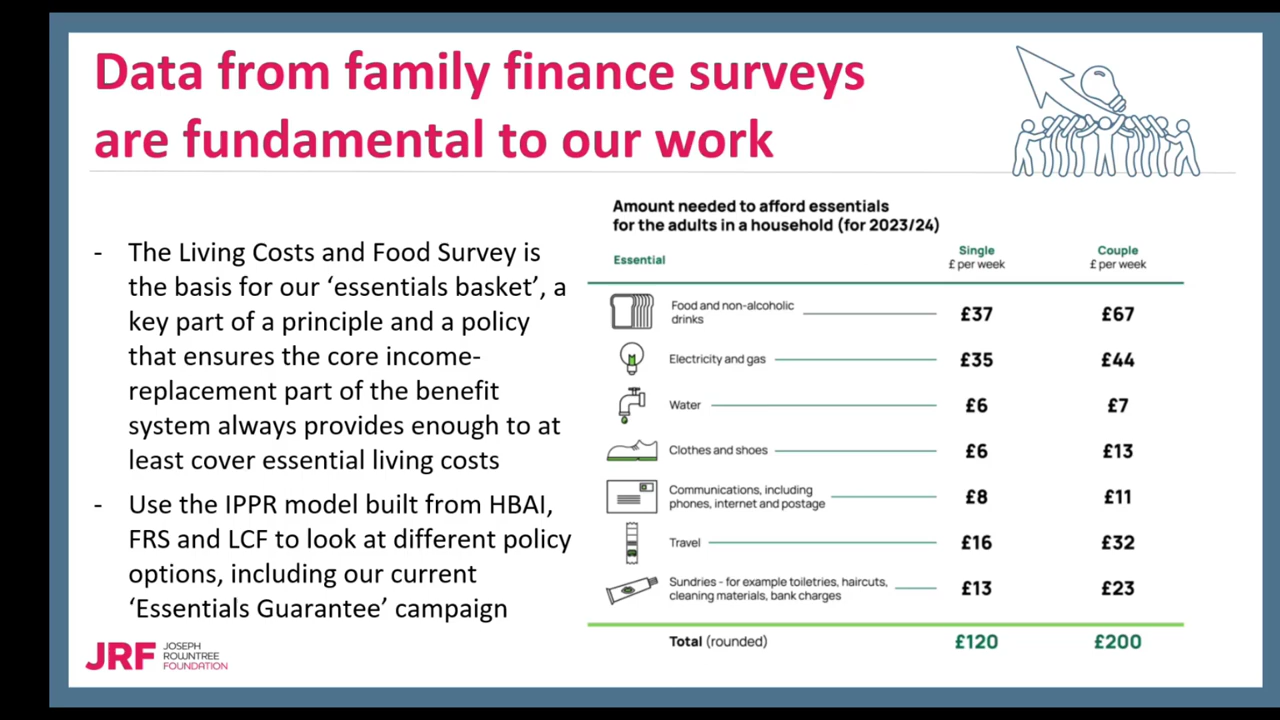 Data from family finance surveys
are fundamental to our work
- The Living Costs and Food Survey is
the basis for our ‘essentials basket’, a
key part of a principle and a policy
that ensures the core income-
replacement part of the benefit
system always provides enough to at
least cover essential living costs
- Use the IPPR model built from HBAI,
FRS and LCF to look at different policy
options, including our current
‘Essentials Guarantee’ campaign
JRF JOSEPH
ROWNTREE
FOUNDATION
Amount needed to afford essentials
for the adults in a household (for 2023/24)
Essential
Single
£ per week
Couple
£ per week
Food and non-alcoholic
drinks
£37 £67
Electricity and gas £35 £44
Water £6 £7
Clothes and shoes £6 £13
Communications, including
phones, internet and postage
£8 £11
Travel £16 £32
Sundries - for example toiletries, haircuts,
cleaning materials, bank charges
£13 £23
Total (rounded) £120 £200